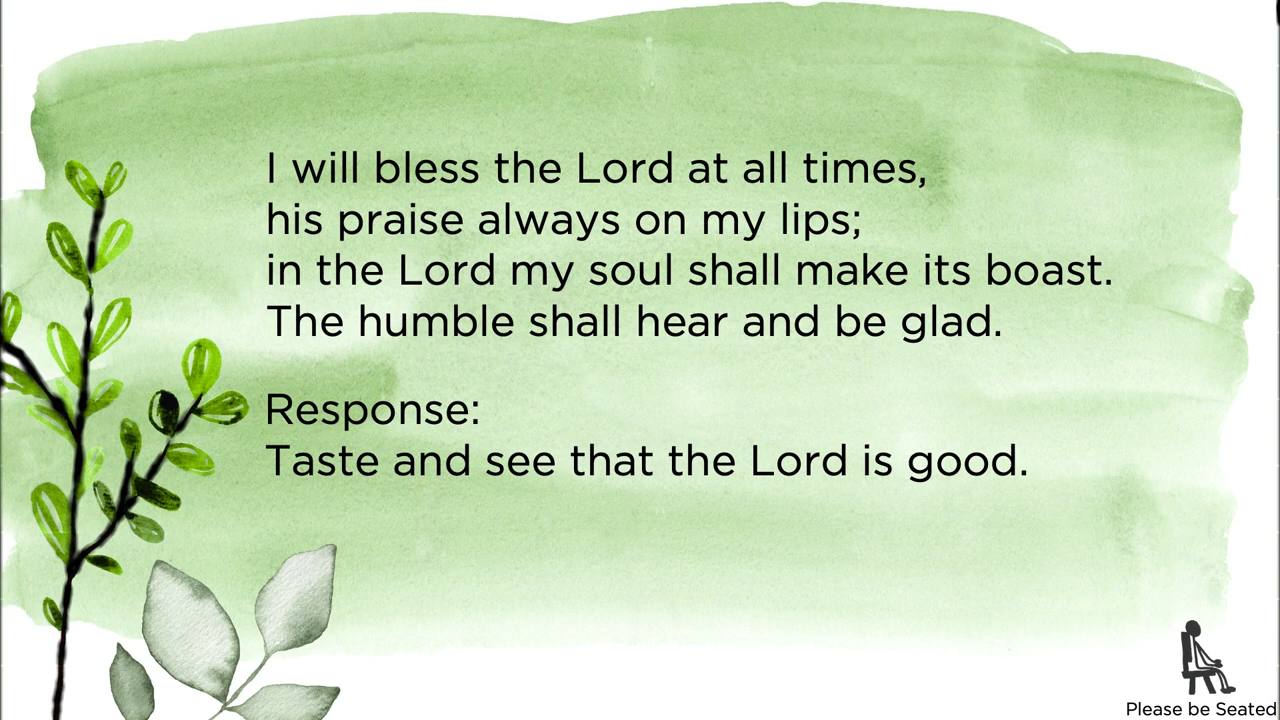 I will bless the Lord at all times,
his praise always on my lips;
in the Lord my soul shall make its boast.
The humble shall hear and be glad.
Response:
Taste and see that the Lord is good.
Please be Seated